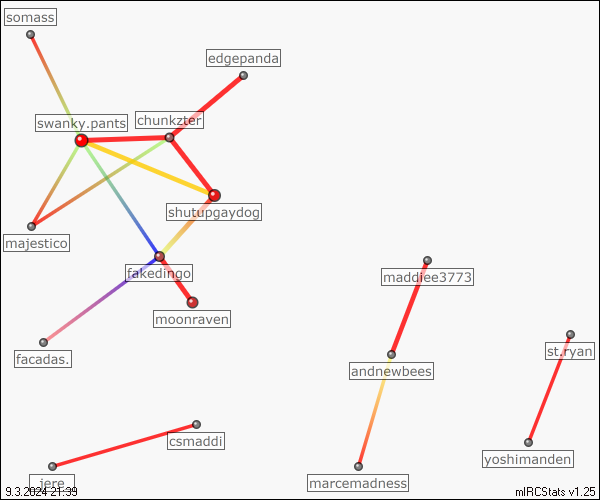 somass
edgepanda
swanky.pants
chunkzter
shutupgaydog
majestico
fakedingo
maddiee3773
moonraven
st.ryan
facadas.
andnewbees
csmaddi
yoshimanden
jere_
marcemadness
9.3.2024 21:39
mIRCStats v1.25